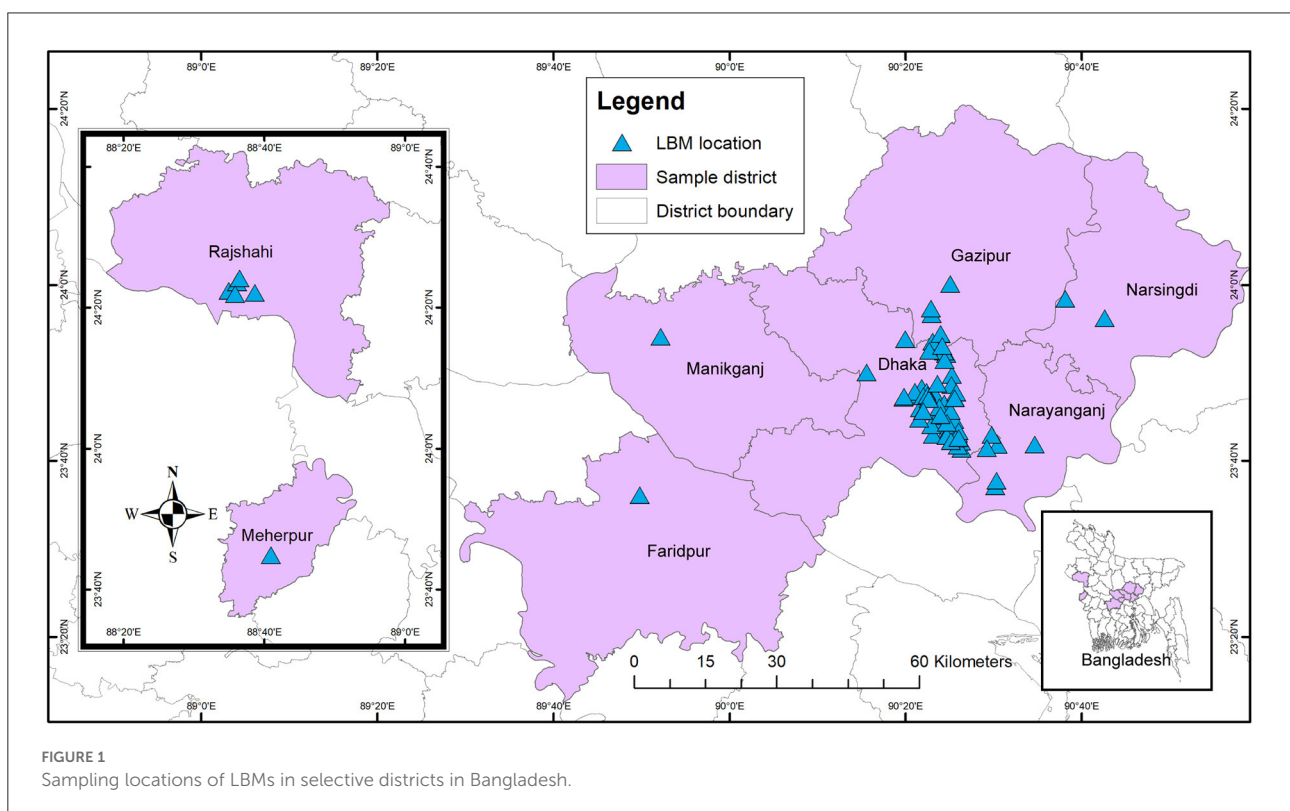 89°0'E 89°20'E 89°40'E 90°0'E 90°20'E 90°40'E
24°20'N
24°20'N
Legend
LBM location
Sample district
District boundary
88°20'E 88°40'E 89°0'E
24°40'N
Rajshahi
24°20'N
24°0'N
24°0'N
N
W E
S
Meherpur
23°40'N
23°40'N
88°20'E 88°40'E 89°0'E
Gazipur
Narsingdi
24°0'N
24°0'N
Manikganj
Dhaka
Narayanganj
23°40'N
23°40'N
Faridpur
23°20'N
23°20'N
0 15 30 60 Kilometers
Bangladesh
89°0'E 89°20'E 89°40'E 90°0'E 90°20'E 90°40'E
FIGURE 1
Sampling locations of LBMs in selective districts in Bangladesh.